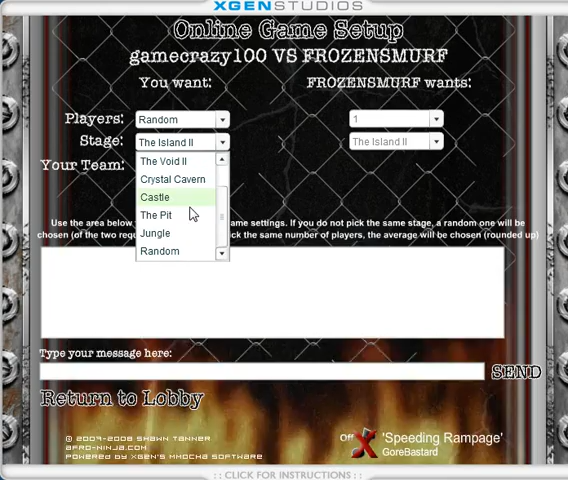 XGENSTUDIOS
Online Game Setup
gamecrazy100 VS FROZENSMURF
You want:
FROZENSMURF wants:
Players:
Random
1
Stage:
The Island II
The Island II
Your Team:
The Void II
Crystal Cavern
Castle
The Pit
Jungle
Random
Use the area below
ame settings. If you do not pick the same stage, a random one will be
chosen (of the two requ
ck the same number of players, the average will be chosen (rounded up)
Type your message here:
SEND
Return to Lobby
© 2007-2008 SHAWN TANNER
AFRO-NINJA.COM
POWERED BY XGEN'S MMOCHA SOFTWARE
Off X 'Speeding Rampage'
GoreBastard
:: CLICK FOR INSTRUCTIONS ::